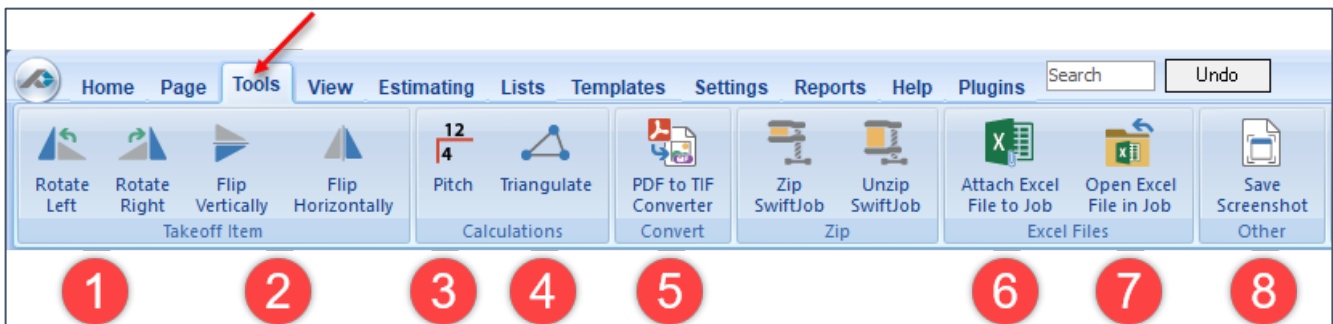 Home Page Tools View Estimating Lists Templates Settings Reports Help Plugins Search Undo
12
4
Rotate Left
Rotate Right
Flip Vertically
Flip Horizontally
Takeoff Item
Pitch
Triangulate
Calculations
PDF to TIF Converter
Convert
Zip SwiftJob
Unzip SwiftJob
Zip
Attach Excel File to Job
Open Excel File in Job
Excel Files
Save Screenshot
Other
1 2 3 4 5 6 7 8